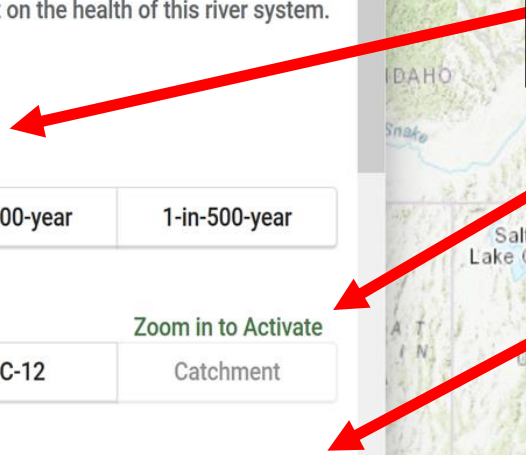 on the health of this river system.
IDAHO
Snake
00-year 1-in-500-year
Salt
Lake
Zoom in to Activate
A T
I N
C-12 Catchment